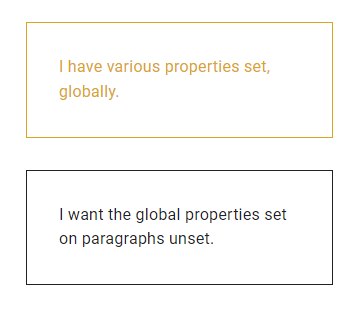 I have various properties set,
globally.
I want the global properties set
on paragraphs unset.